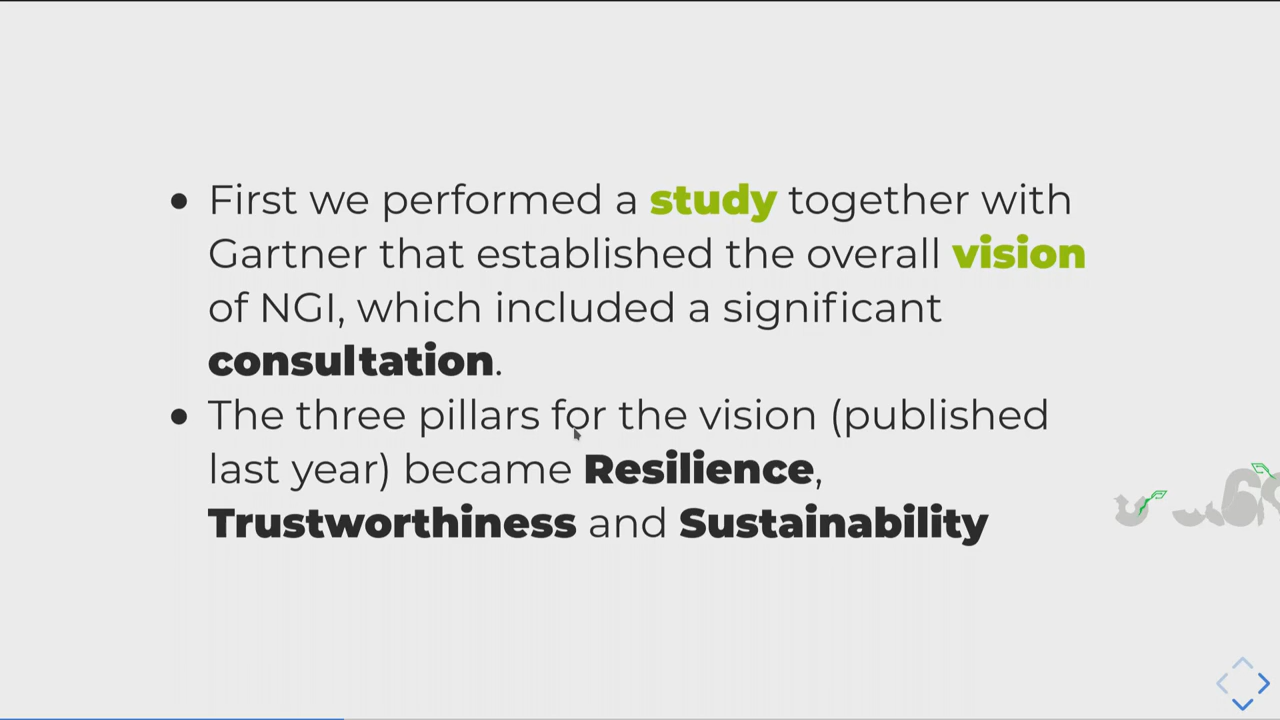 First we performed a study together with
Gartner that established the overall vision
of NGI, which included a significant
consultation.
The three pillars for the vision (published
last year) became Resilience,
Trustworthiness and Sustainability